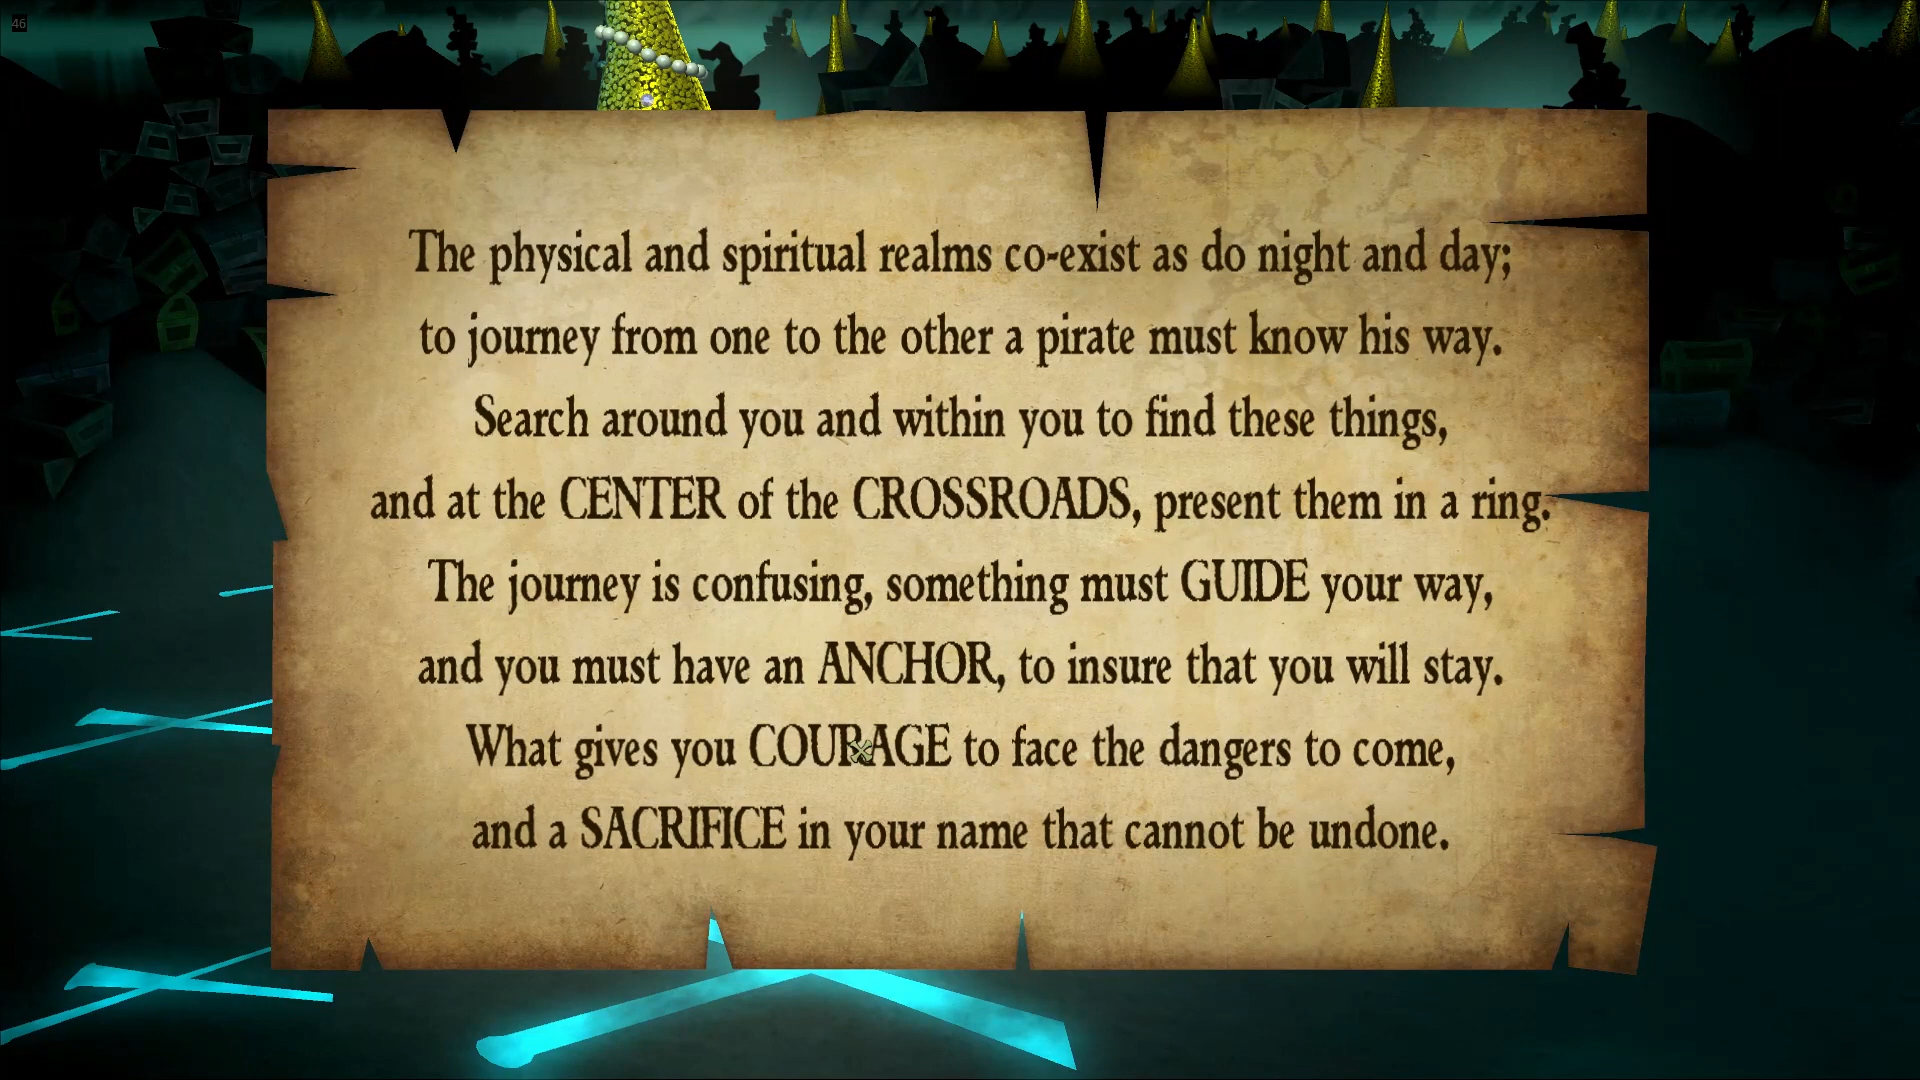 46
The physical and spiritual realms co-exist as do night and day;
to journey from one to the other a pirate must know his way.
Search around you and within you to find these things,
and at the CENTER of the CROSSROADS, present them in a ring.
The journey is confusing, something must GUIDE your way,
and you must have an ANCHOR, to insure that you will stay.
What gives you COURAGE to face the dangers to come,
and a SACRIFICE in your name that cannot be undone.